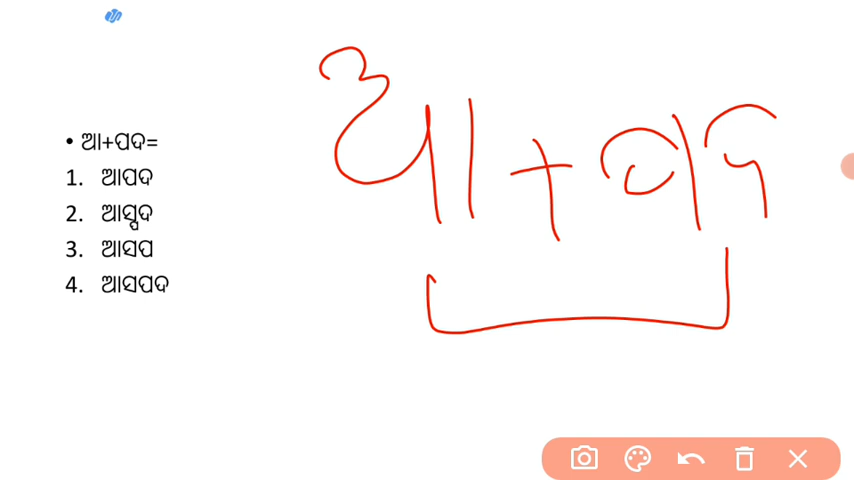 • ଆ+ପଦ=
1. ଆପଦ
2. ଆସ୍ପଦ
3. ଆସପ
4. ଆସପଦ
ଆ+ପଦ